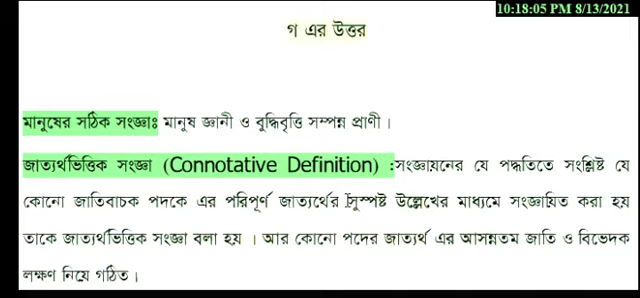 10:18:05 PM 8/13/2021
গ এর উত্তর
মানুষের সঠিক সংজ্ঞাঃ মানুষ জ্ঞানী ও বুদ্ধিবৃত্তি সম্পন্ন প্রাণী।
জাত্যর্থভিত্তিক সংজ্ঞা (Connotative Definition) :সংজ্ঞায়নের যে পদ্ধতিতে সংশ্লিষ্ট যে
কোনো জাতিবাচক পদকে এর পরিপূর্ণ জাত্যর্থের সুস্পষ্ট উল্লেখের মাধ্যমে সংজ্ঞায়িত করা হয়
তাকে জাত্যর্থভিত্তিক সংজ্ঞা বলা হয় । আর কোনো পদের জাত্যর্থ এর আসন্নতম জাতি ও বিভেদক
লক্ষণ নিয়ে গঠিত।